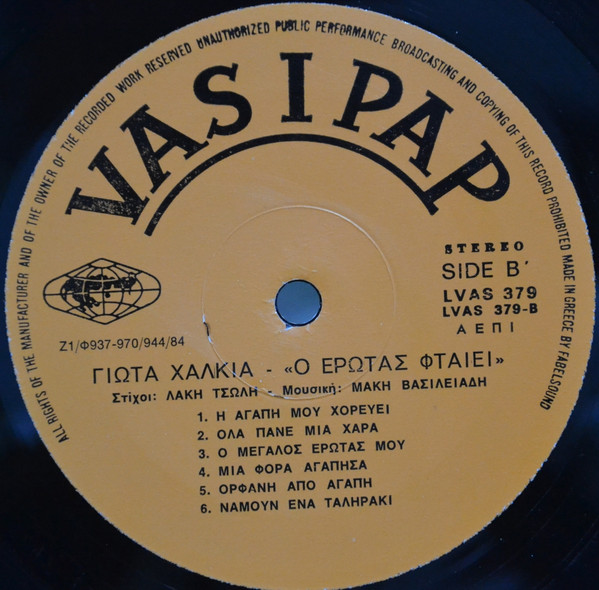 ALL RIGHTS OF THE MANUFACTURER AND OF THE OWNER OF THE RECORDED WORK RESERVED UNAUTHORIZED PUBLIC PERFORMANCE BROADCASTING AND COPYING OF THIS RECORD PROHIBITED MADE IN GREECE BY FABELSOUND
VASIPAP
STEREO
SIDE B΄
LVAS 379
LVAS 379-B
ΑΕΠΙ
Ζ1/Φ937-970/944/84
ΓΙΩΤΑ ΧΑΛΚΙΑ - «Ο ΕΡΩΤΑΣ ΦΤΑΙΕΙ»
Στίχοι: ΛΑΚΗ ΤΣΩΛΗ - Μουσική: ΜΑΚΗ ΒΑΣΙΛΕΙΑΔΗ
1. Η ΑΓΑΠΗ ΜΟΥ ΧΟΡΕΥΕΙ
2. ΟΛΑ ΠΑΝΕ ΜΙΑ ΧΑΡΑ
3. Ο ΜΕΓΑΛΟΣ ΕΡΩΤΑΣ ΜΟΥ
4. ΜΙΑ ΦΟΡΑ ΑΓΑΠΗΣΑ
5. ΟΡΦΑΝΗ ΑΠΟ ΑΓΑΠΗ
6. ΝΑΜΟΥΝ ΕΝΑ ΤΑΛΗΡΑΚΙ